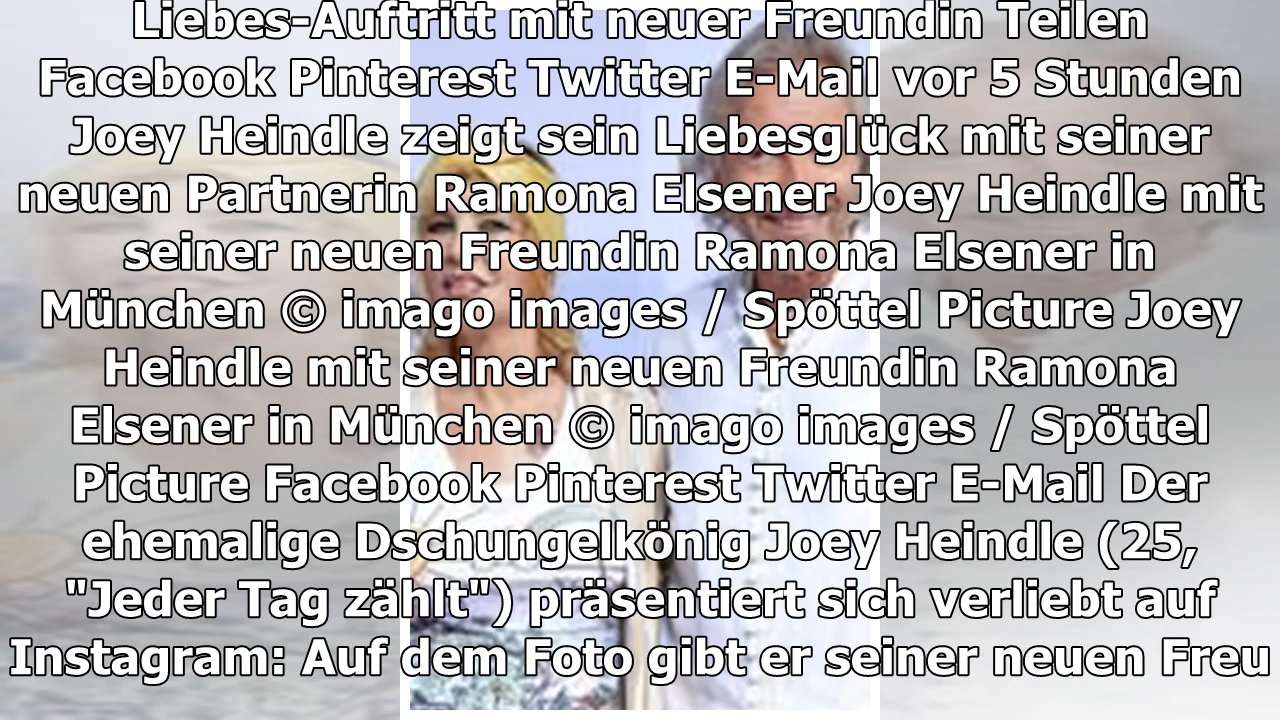 Liebes-Auftritt mit neuer Freundin Teilen
Facebook Pinterest Twitter E-Mail vor 5 Stunden
Joey Heindle zeigt sein Liebesglück mit seiner
neuen Partnerin Ramona Elsener Joey Heindle mit
seiner neuen Freundin Ramona Elsener in
München © imago images / Spöttel Picture Joey
Heindle mit seiner neuen Freundin Ramona
Elsener in München © imago images / Spöttel
Picture Facebook Pinterest Twitter E-Mail Der
ehemalige Dschungelkönig Joey Heindle (25,
"Jeder Tag zählt") präsentiert sich verliebt auf
Instagram: Auf dem Foto gibt er seiner neuen Freu